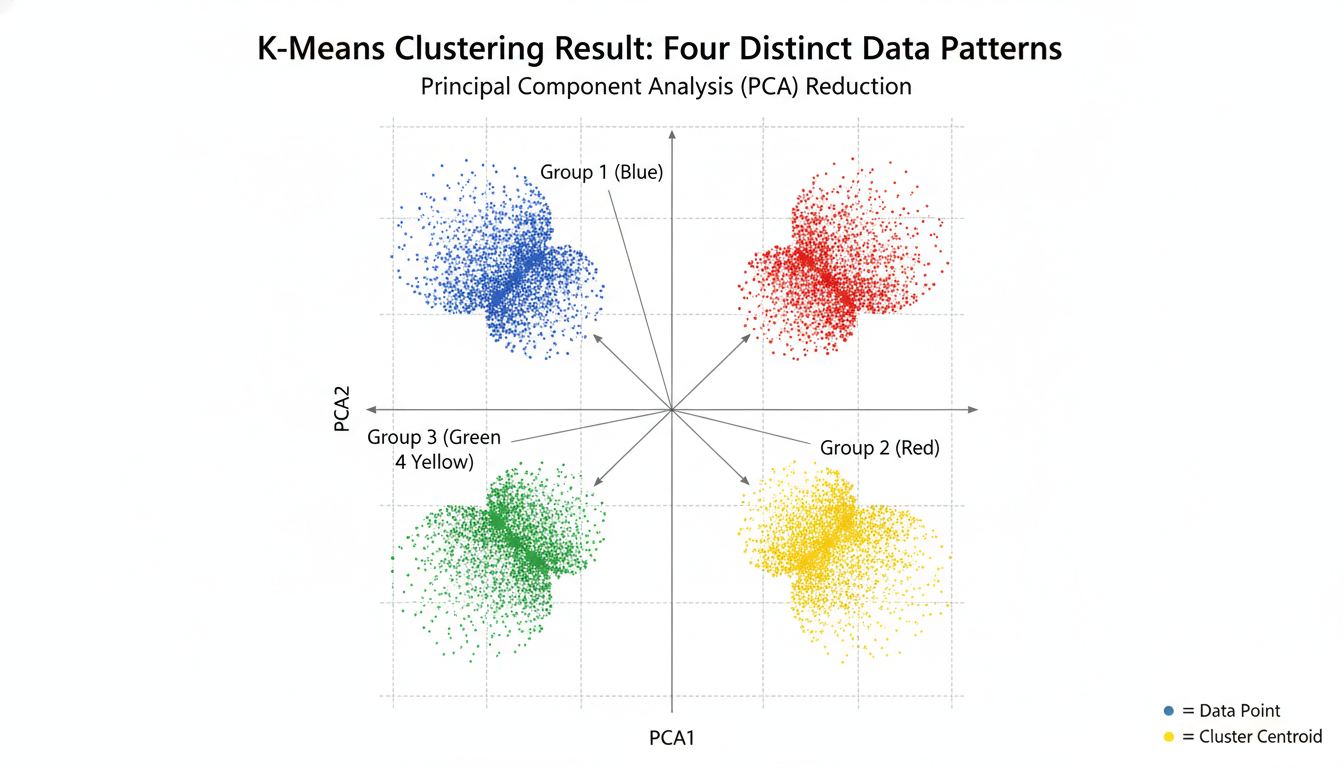 K-Means Clustering Result: Four Distinct Data Patterns
Principal Component Analysis (PCA) Reduction
Group 1 (Blue)
PCA2
Group 3 (Green
4 Yellow)
Group 2 (Red)
PCA1
= Data Point
= Cluster Centroid